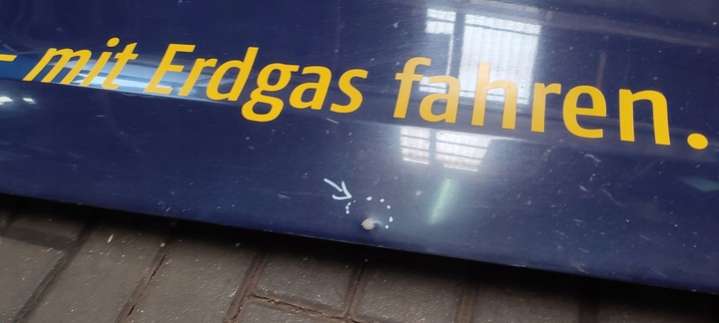 – mit Erdgas fahren.